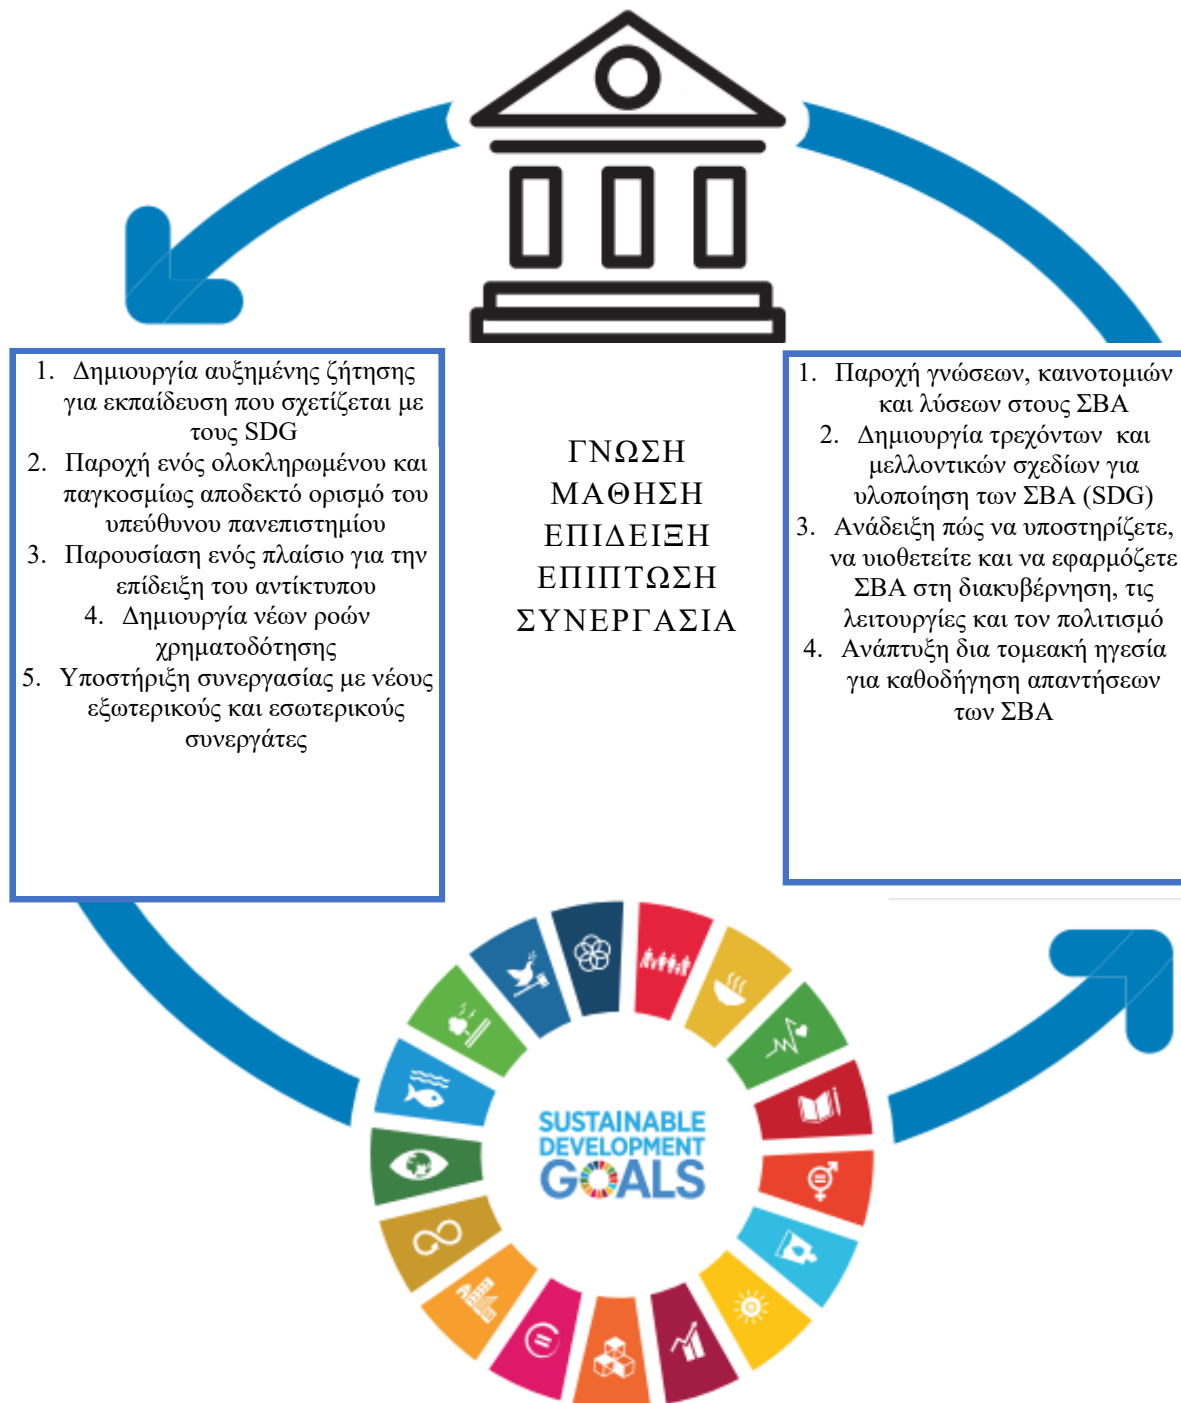 1. Δημιουργία αυξημένης ζήτησης
για εκπαίδευση που σχετίζεται με
τους SDG
2. Παροχή ενός ολοκληρωμένου και
παγκοσμίως αποδεκτό ορισμό του
υπεύθυνου πανεπιστημίου
3. Παρουσίαση ενός πλαίσιο για την
επίδειξη του αντίκτυπου
4. Δημιουργία νέων ροών
χρηματοδότησης
5. Υποστήριξη συνεργασίας με νέους
εξωτερικούς και εσωτερικούς
συνεργάτες
ΓΝΩΣΗ
ΜΑΘΗΣΗ
ΕΠΙΔΕΙΞΗ
ΕΠΙΠΤΩΣΗ
ΣΥΝΕΡΓΑΣΙΑ
1. Παροχή γνώσεων, καινοτομιών
και λύσεων στους ΣΒΑ
2. Δημιουργία τρεχόντων και
μελλοντικών σχεδίων για
υλοποίηση των ΣΒΑ (SDG)
3. Ανάδειξη πώς να υποστηρίζετε,
να υιοθετείτε και να εφαρμόζετε
ΣΒΑ στη διακυβέρνηση, τις
λειτουργίες και τον πολιτισμό
4. Ανάπτυξη δια τομεακή ηγεσία
για καθοδήγηση απαντήσεων
των ΣΒΑ
SUSTAINABLE
DEVELOPMENT
GOALS